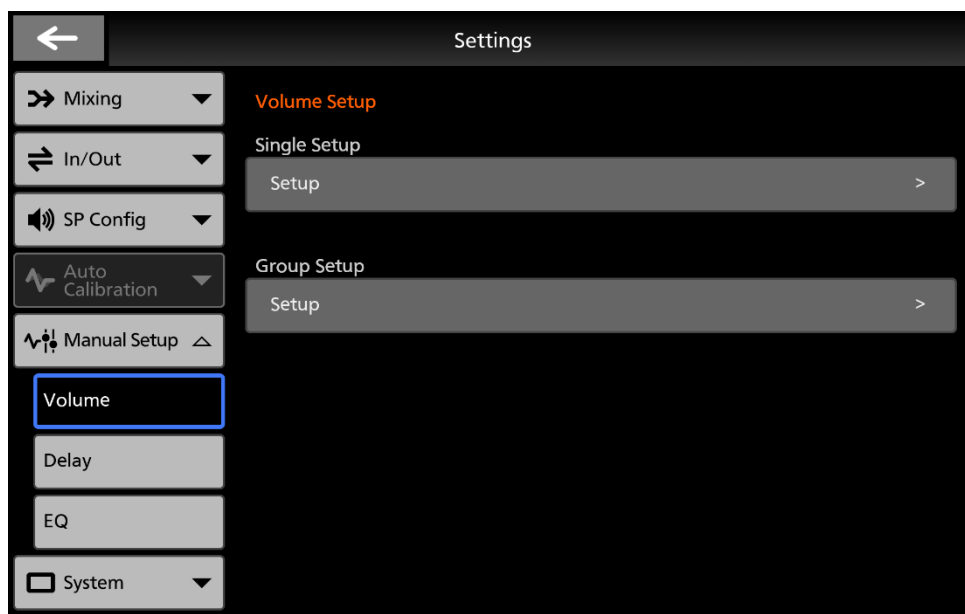 Settings
Mixing
In/Out
SP Config
Auto
Calibration
Manual Setup
Volume
Delay
EQ
System
Volume Setup
Single Setup
Setup >
Group Setup
Setup >